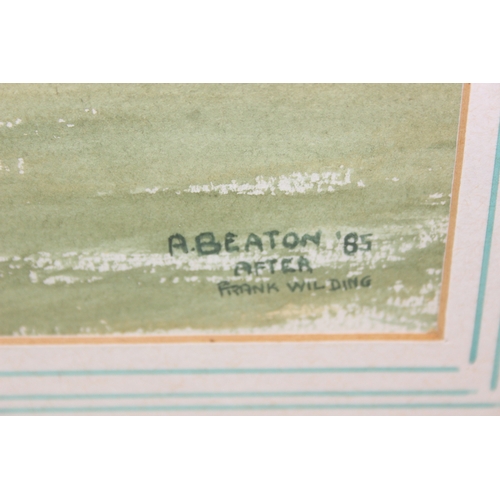 A.BEATON '85
AFTER
FRANK WILDING